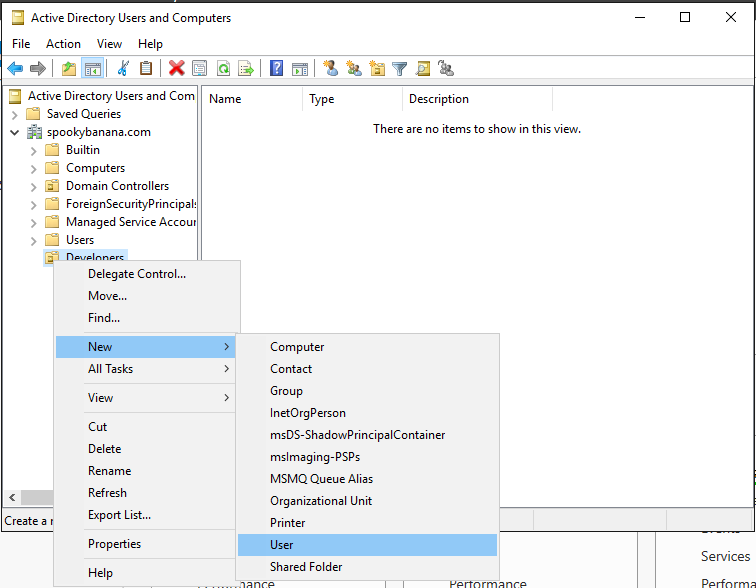 Active Directory Users and Computers
File Action View Help
Active Directory Users and Com
Name Type Description
Saved Queries
There are no items to show in this view.
spookybanana.com
Builtin
Computers
Domain Controllers
ForeignSecurityPrincipals
Managed Service Accour
Users
Developers
Delegate Control...
Move...
Find...
New
All Tasks
View
Cut
Delete
Rename
Refresh
Export List...
Properties
Help
Computer
Contact
Group
InetOrgPerson
msDS-ShadowPrincipalContainer
msImaging-PSPs
MSMQ Queue Alias
Organizational Unit
Printer
User
Shared Folder
Create a
Events
Services
Performance
Performa